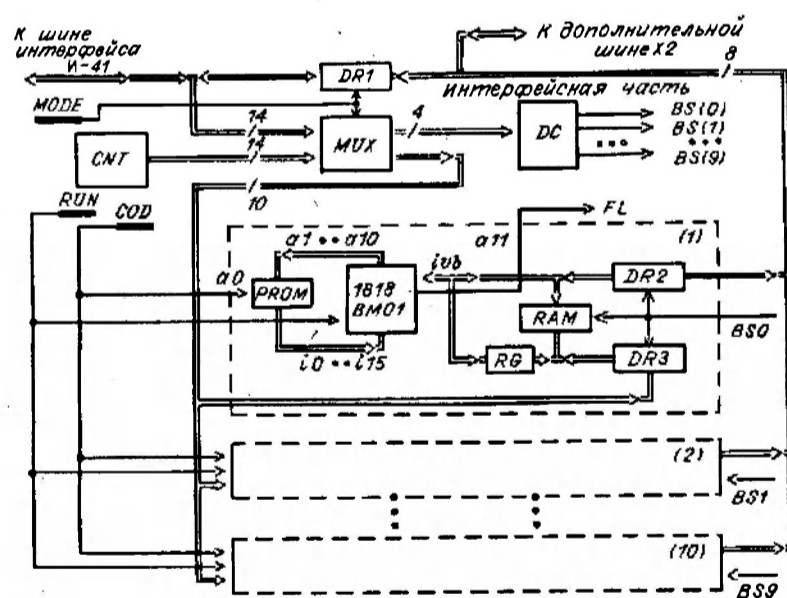 К шине
интерфейса
И-41
К дополнительной
шине X2
8
DR1
интерфейсная часть
MODE
14
4
MUX
DC
BS(0)
BS(1)
•••
BS(9)
CNT
14
10
RUN
COD
FL
a1 •• a10
a11
(1)
a0
PROM
1818
ВМ01
ivb
DR2
RAM
BS0
i0 •• i15
RG
DR3
(2)
BS1
(10)
BS9